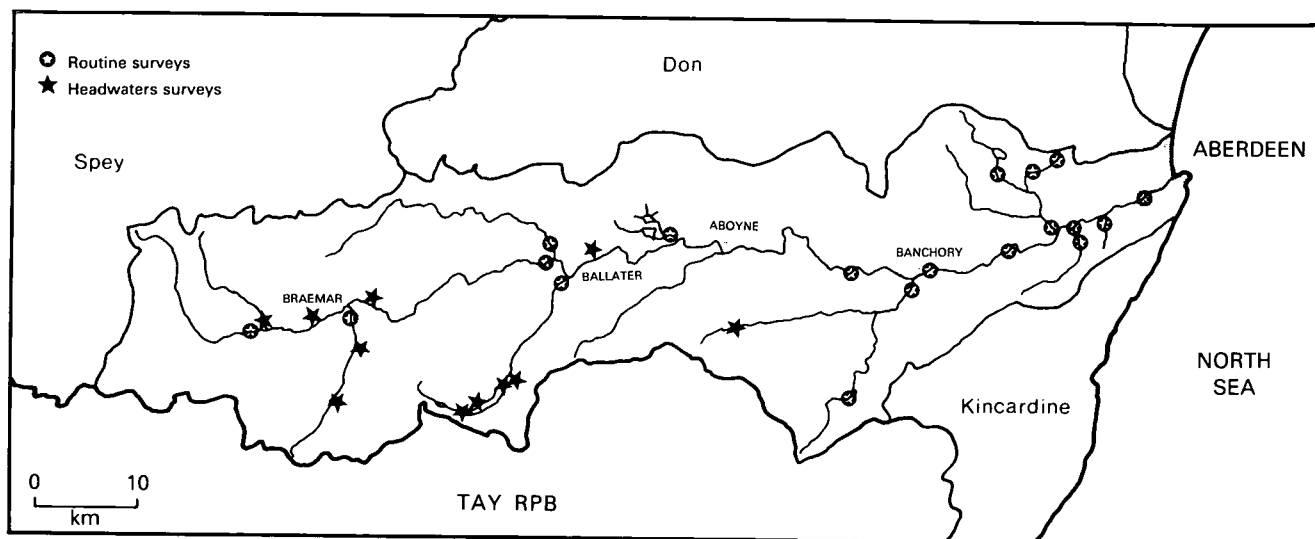 Routine surveys
Headwaters surveys
Don
Spey
ABERDEEN
ABOYNE
BANCHORY
BALLATER
BRAEMAR
NORTH
SEA
Kincardine
0 10
km
TAY RPB